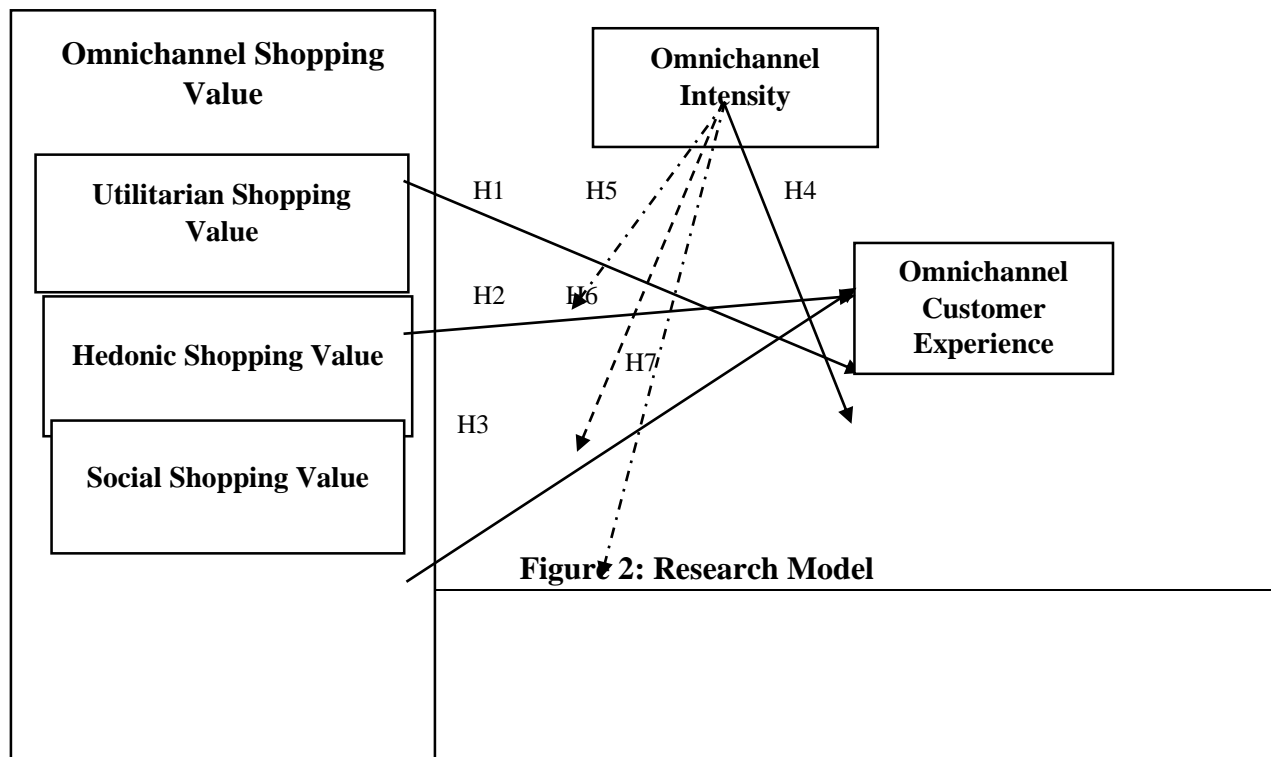 Omnichannel Shopping
Value
Omnichannel
Intensity
Utilitarian Shopping
Value
H1
H5
H4
Omnichannel
Customer
Experience
H2
H6
Hedonic Shopping Value
H7
H3
Social Shopping Value
Figure 2: Research Model